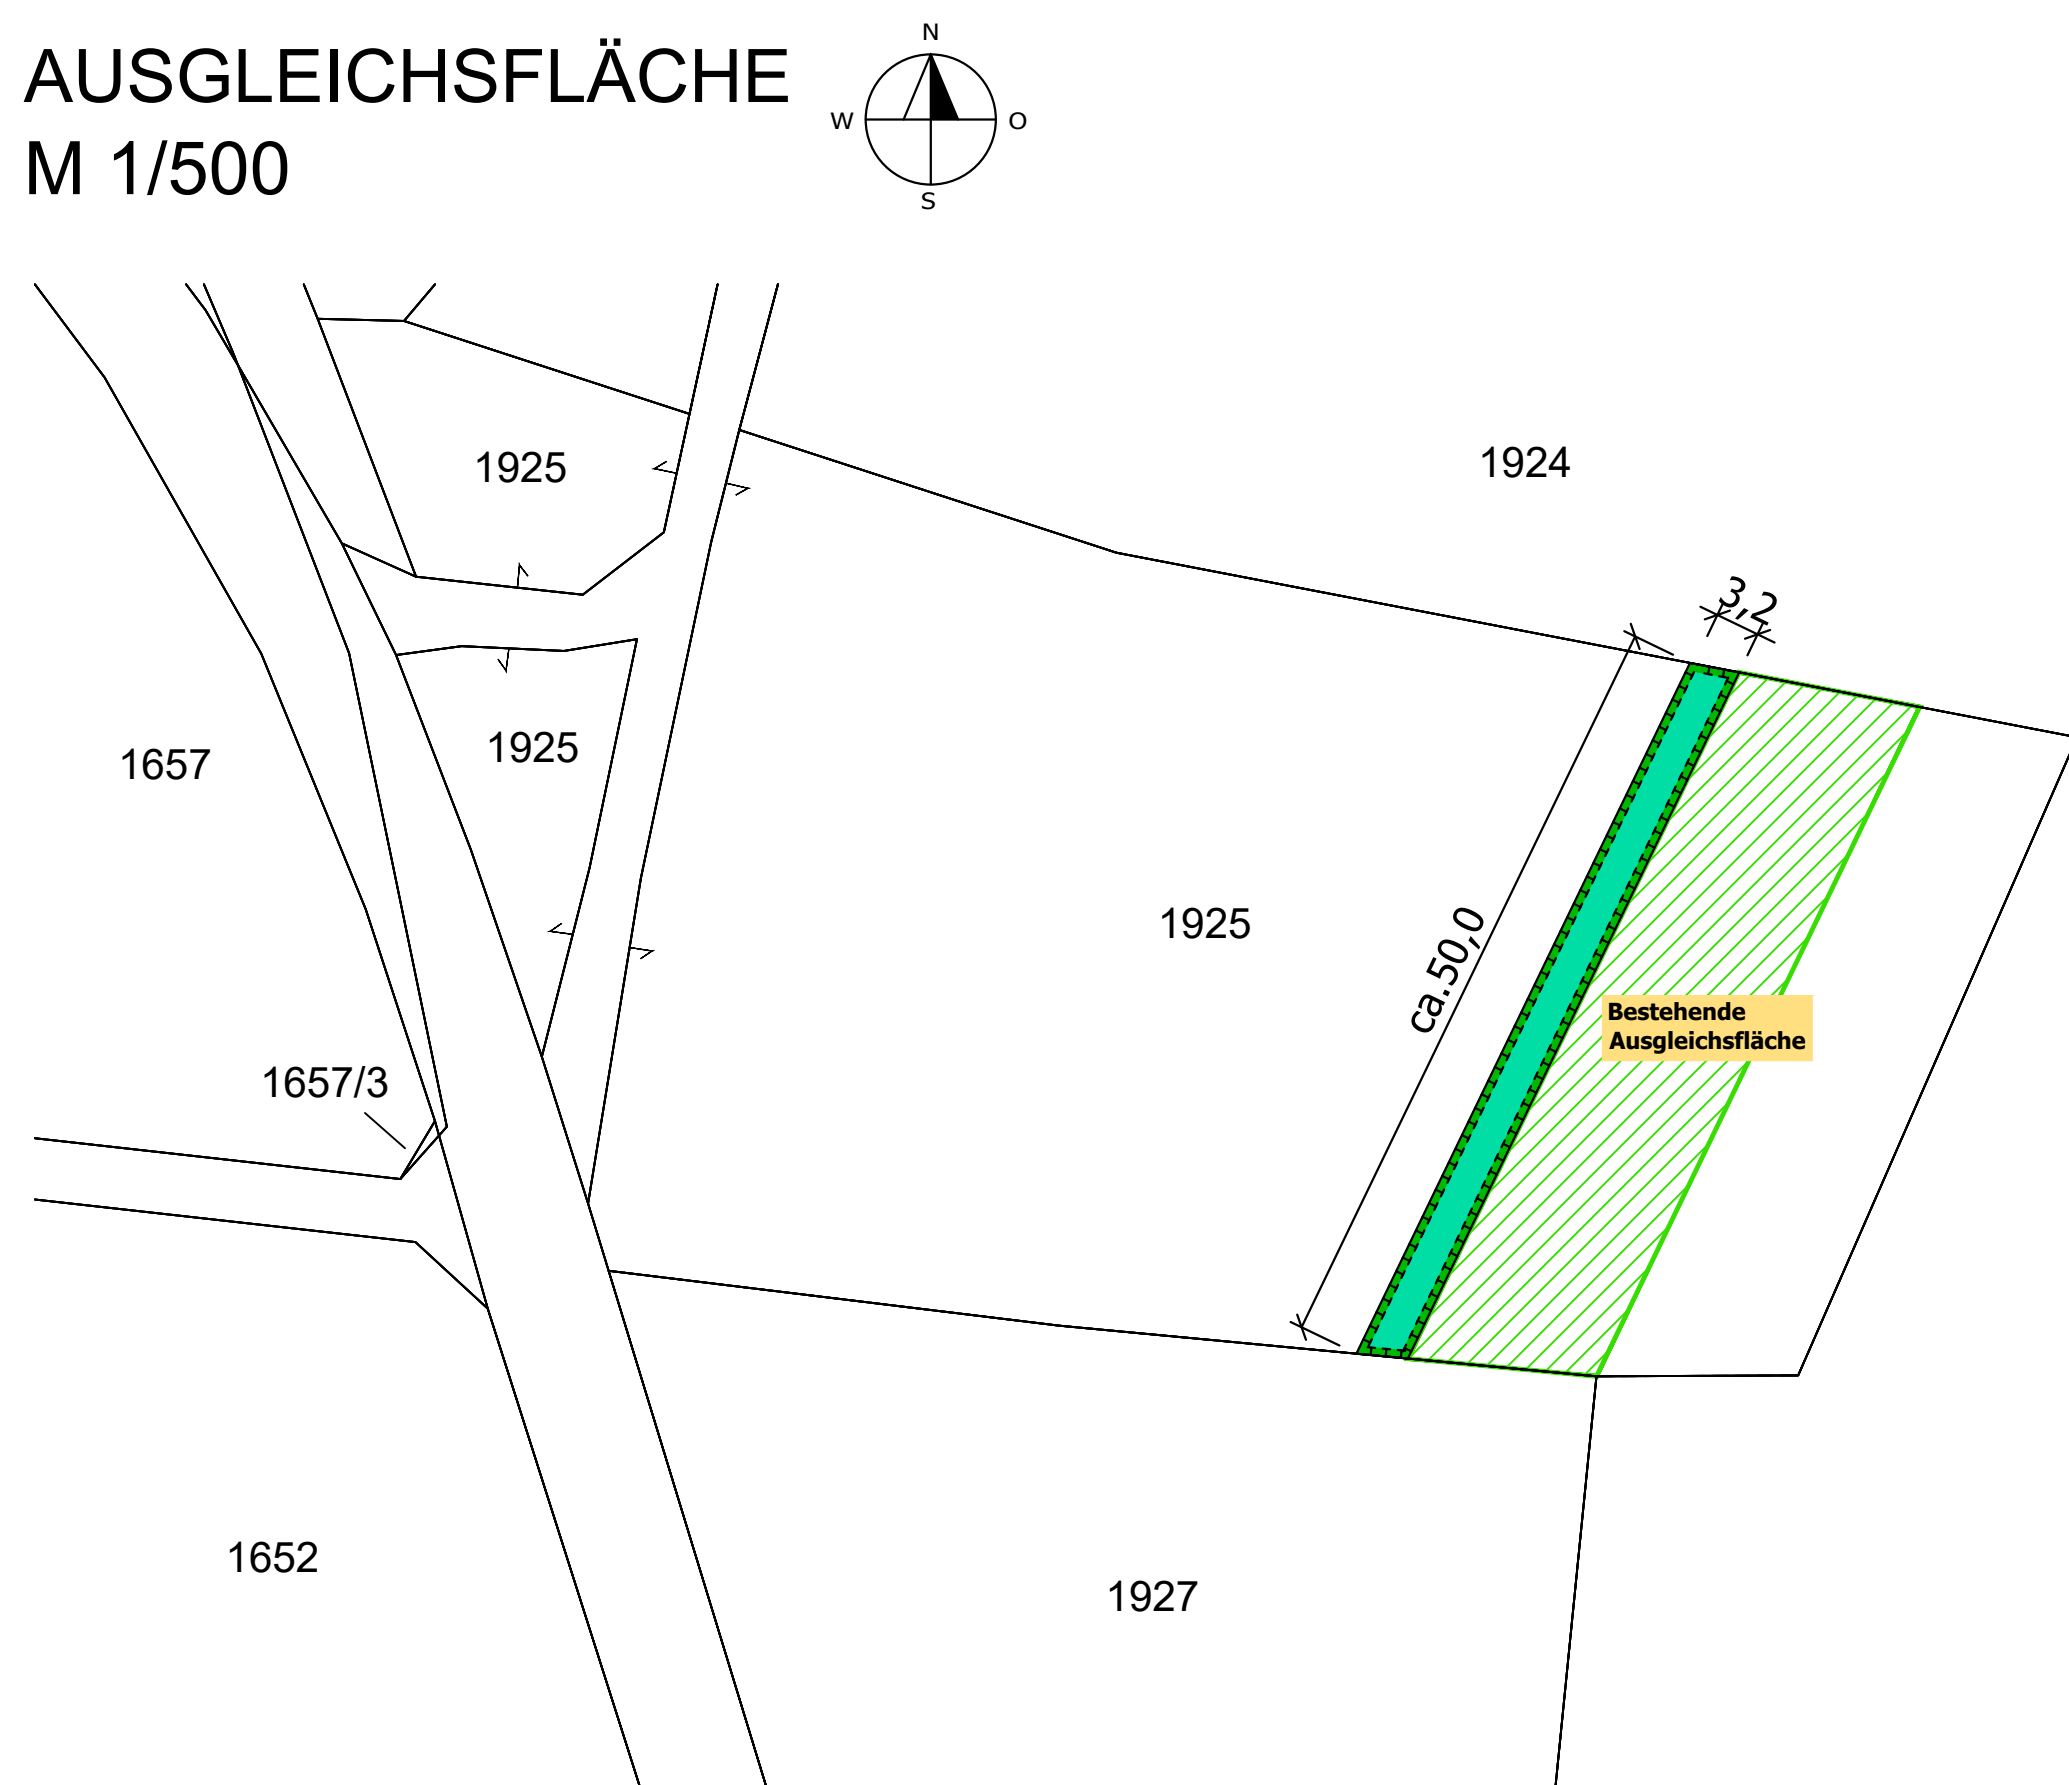 AUSGLEICHSFLÄCHE
M 1/500
N
W
O
S
1925
1924
3,2
1925
1657
1925
ca.50,0
Bestehende
Ausgleichsfläche
1657/3
1652
1927